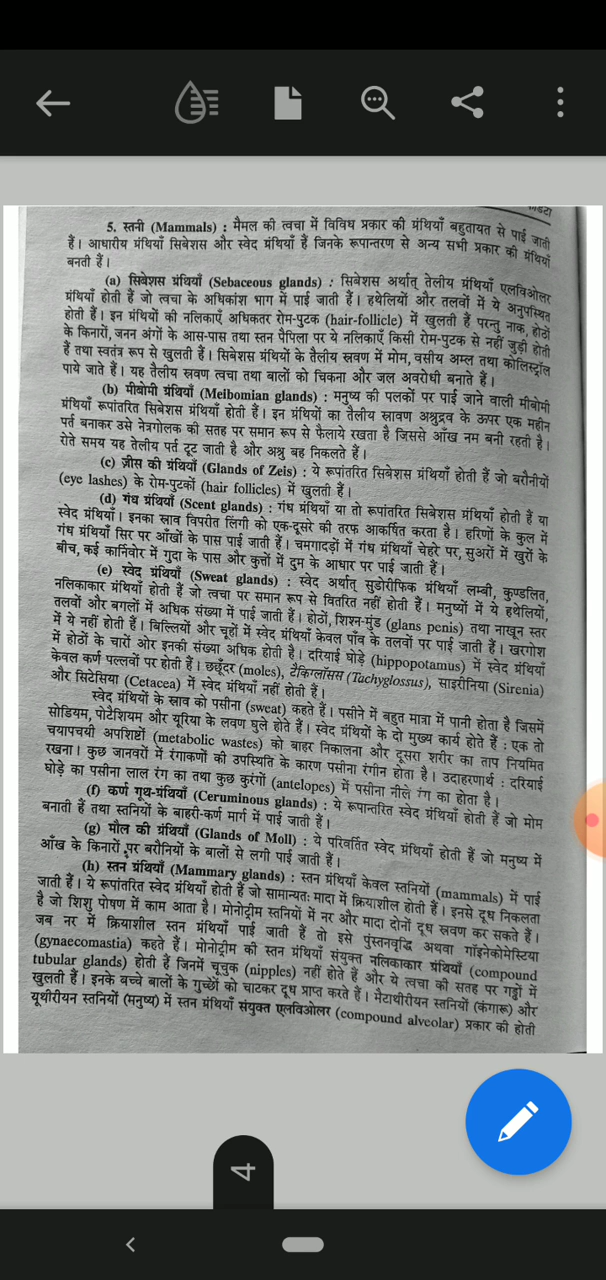 5. स्तनी (Mammals) : मैमल की त्वचा में विविध प्रकार की ग्रंथियाँ बहुतायत से पाई जाती
हैं। आधारीय ग्रंथियाँ सिबेशस और स्वेद ग्रंथियाँ हैं जिनके रूपान्तरण से अन्य सभी प्रकार की ग्रंथियाँ
बनती हैं।
(a) सिबेशस ग्रंथियाँ (Sebaceous glands) : सिबेशस अर्थात् तेलीय ग्रंथियाँ एलविओलर
ग्रंथियाँ होती हैं जो त्वचा के अधिकांश भाग में पाई जाती हैं। हथेलियों और तलवों में ये अनुपस्थित
होती हैं। इन ग्रंथियों की नलिकाएँ अधिकतर रोम-पुटक (hair-follicle) में खुलती हैं परन्तु नाक, होठों
के किनारों, जनन अंगों के आस-पास तथा स्तन पैपिला पर ये नलिकाएँ किसी रोम-पुटक से नहीं जुड़ी होती
हैं तथा स्वतंत्र रूप से खुलती हैं। सिबेशस ग्रंथियों के तैलीय स्रवण में मोम, वसीय अम्ल तथा कोलिस्ट्रॉल
पाये जाते हैं। यह तैलीय स्रवण त्वचा तथा बालों को चिकना और जल अवरोधी बनाते हैं।
(b) मीबोमी ग्रंथियाँ (Meibomian glands) : मनुष्य की पलकों पर पाई जाने वाली मीबोमी
ग्रंथियाँ रूपांतरित सिबेशस ग्रंथियाँ होती हैं। इन ग्रंथियों का तेलीय स्रावण अश्रुद्रव के ऊपर एक महीन
पर्त बनाकर उसे नेत्रगोलक की सतह पर समान रूप से फैलाये रखता है जिससे आँख नम बनी रहती है।
रोते समय यह तेलीय पर्त टूट जाती है और अश्रु बह निकलते हैं।
(c) ज़ीस की ग्रंथियाँ (Glands of Zeis) : ये रूपांतरित सिबेशस ग्रंथियाँ होती हैं जो बरौनीयों
(eye lashes) के रोम-पुटकों (hair follicles) में खुलती हैं।
(d) गंध ग्रंथियाँ (Scent glands) : गंध ग्रंथियाँ या तो रूपांतरित सिबेशस ग्रंथियाँ होती हैं या
स्वेद ग्रंथियाँ। इनका स्राव विपरीत लिंगी को एक-दूसरे की तरफ आकर्षित करता है। हरिणों के कुल में
गंध ग्रंथियाँ सिर पर आँखों के पास पाई जाती हैं। चमगादड़ों में गंध ग्रंथियाँ चेहरे पर, सुअरों में खुरों के
बीच, कई कार्निवोर में गुदा के पास और कुत्तों में दुम के आधार पर पाई जाती हैं।
(e) स्वेद ग्रंथियाँ (Sweat glands) : स्वेद अर्थात् सुडोरीफिक ग्रंथियाँ लम्बी, कुण्डलित,
नलिकाकार ग्रंथियाँ होती हैं जो त्वचा पर समान रूप से वितरित नहीं होती हैं। मनुष्यों में ये हथेलियों,
तलवों और बगलों में अधिक संख्या में पाई जाती हैं। होठों, शिश्न-मुंड (glans penis) तथा नाखून स्तर
में ये नहीं होती हैं। बिल्लियों और चूहों में स्वेद ग्रंथियाँ केवल पाँव के तलवों पर पाई जाती हैं। खरगोश
में होठों के चारों ओर इनकी संख्या अधिक होती है। दरियाई घोड़े (hippopotamus) में स्वेद ग्रंथियाँ
केवल कर्ण पल्लवों पर होती हैं। छछूँदर (moles), टैकिग्लॉसस (Tachyglossus), साइरीनिया (Sirenia)
और सिटेसिया (Cetacea) में स्वेद ग्रंथियाँ नहीं होती हैं।
स्वेद ग्रंथियों के स्राव को पसीना (sweat) कहते हैं। पसीने में बहुत मात्रा में पानी होता है जिसमें
सोडियम, पोटैशियम और यूरिया के लवण घुले होते हैं। स्वेद ग्रंथियों के दो मुख्य कार्य होते हैं : एक तो
चयापचयी अपशिष्टों (metabolic wastes) को बाहर निकालना और दूसरा शरीर का ताप नियमित
रखना। कुछ जानवरों में रंगाकणों की उपस्थिति के कारण पसीना रंगीन होता है। उदाहरणार्थ : दरियाई
घोड़े का पसीना लाल रंग का तथा कुछ कुरंगों (antelopes) में पसीना नीले रंग का होता है।
(f) कर्ण गूथ-ग्रंथियाँ (Ceruminous glands) : ये रूपान्तरित स्वेद ग्रंथियाँ होती हैं जो मोम
बनाती हैं तथा स्तनियों के बाहरी-कर्ण मार्ग में पाई जाती हैं।
(g) मौल की ग्रंथियाँ (Glands of Moll) : ये परिवर्तित स्वेद ग्रंथियाँ होती हैं जो मनुष्य में
आँख के किनारों पर बरौनियों के बालों से लगी पाई जाती हैं।
(h) स्तन ग्रंथियाँ (Mammary glands) : स्तन ग्रंथियाँ केवल स्तनियों (mammals) में पाई
जाती हैं। ये रूपांतरित स्वेद ग्रंथियाँ होती हैं जो सामान्यतः मादा में क्रियाशील होती हैं। इनसे दूध निकलता
है जो शिशु पोषण में काम आता है। मोनोट्रीम स्तनियों में नर और मादा दोनों दूध स्रवण कर सकते हैं।
जब नर में क्रियाशील स्तन ग्रंथियाँ पाई जाती हैं तो इसे पुंस्तनवृद्धि अथवा गॉइनेकोमेस्टिया
(gynaecomastia) कहते हैं। मोनोट्रीम की स्तन ग्रंथियाँ संयुक्त नलिकाकार ग्रंथियाँ (compound
tubular glands) होती हैं जिनमें चूचुक (nipples) नहीं होते हैं और ये त्वचा की सतह पर गड्ढों में
खुलती हैं। इनके बच्चे बालों के गुच्छों को चाटकर दूध प्राप्त करते हैं। मैटाथीरीयन स्तनियों (कंगारू) और
यूथीरीयन स्तनियों (मनुष्य) में स्तन ग्रंथियाँ संयुक्त एलविओलर (compound alveolar) प्रकार की होती
4